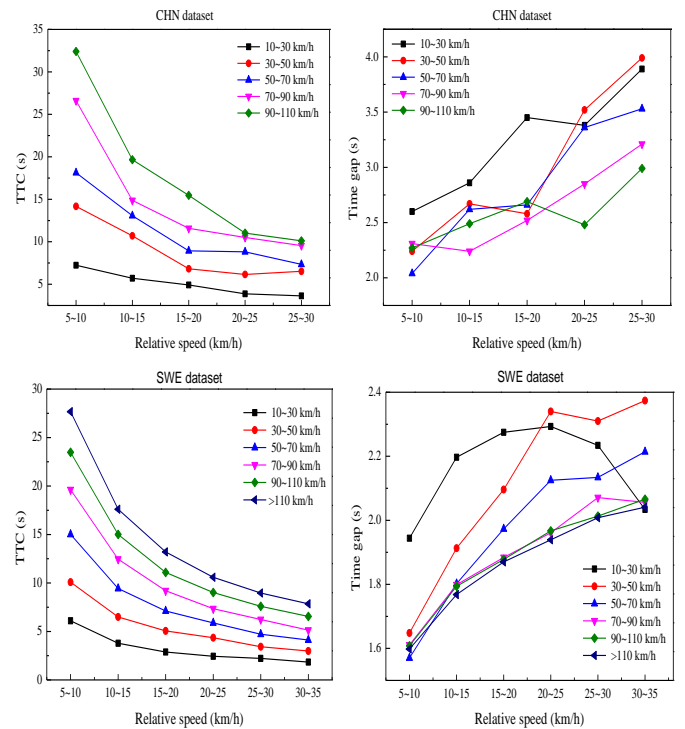 CHN dataset
35
30
25
20
15
10
5
TTC (s)
10~30 km/h
30~50 km/h
50~70 km/h
70~90 km/h
90~110 km/h
5~10 10~15 15~20 20~25 25~30
Relative speed (km/h)
CHN dataset
4.0
3.5
3.0
2.5
2.0
Time gap (s)
10~30 km/h
30~50 km/h
50~70 km/h
70~90 km/h
90~110 km/h
5~10 10~15 15~20 20~25 25~30
Relative speed (km/h)
SWE dataset
30
25
20
15
10
5
0
TTC (s)
10~30 km/h
30~50 km/h
50~70 km/h
70~90 km/h
90~110 km/h
>110 km/h
5~10 10~15 15~20 20~25 25~30 30~35
Relative speed (km/h)
SWE dataset
2.4
2.2
2.0
1.8
1.6
Time gap (s)
10~30 km/h
30~50 km/h
50~70 km/h
70~90 km/h
90~110 km/h
>110 km/h
5~10 10~15 15~20 20~25 25~30 30~35
Relative speed (km/h)